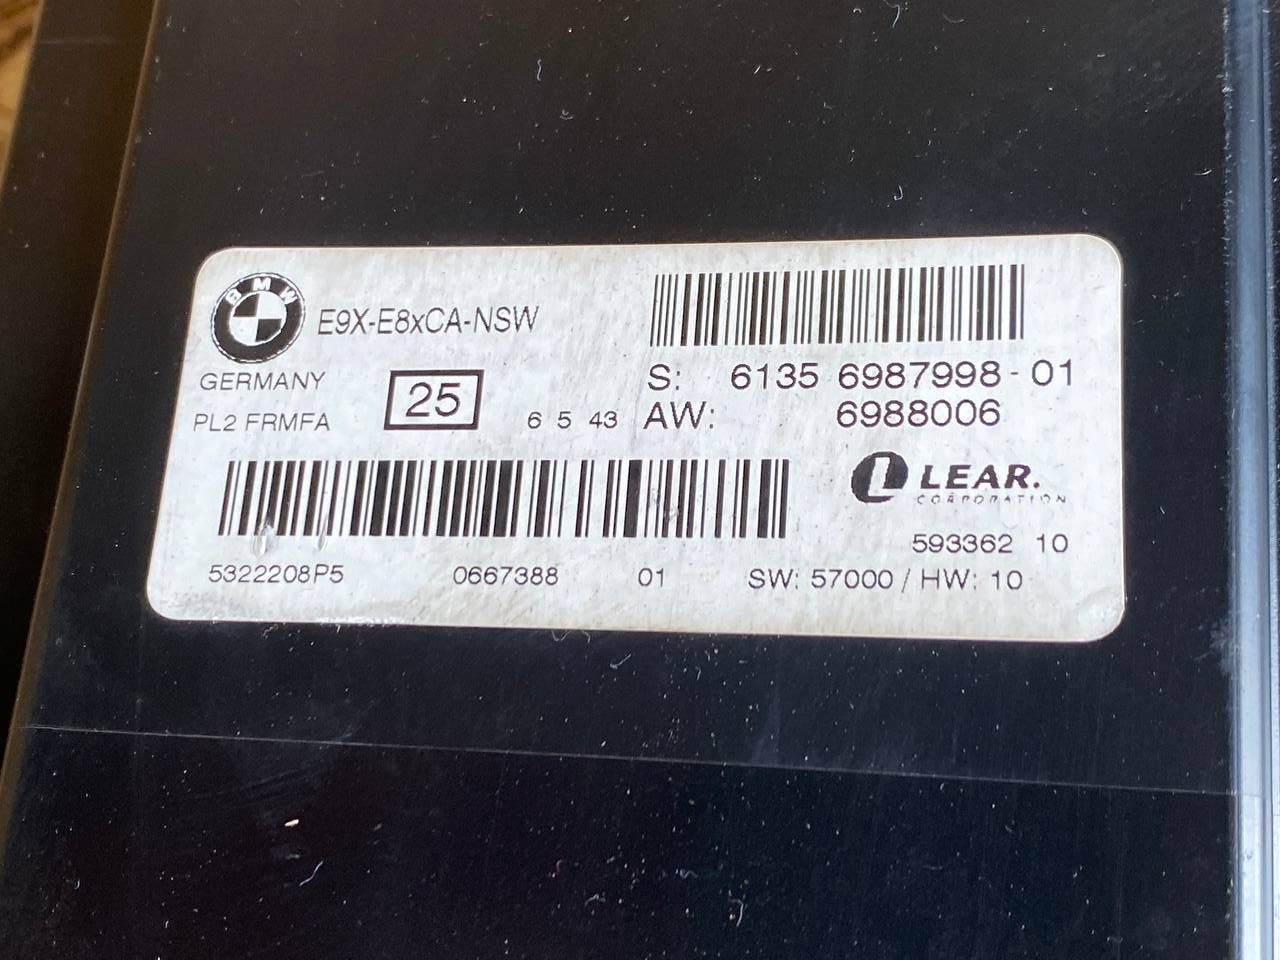 BMW
E9X-E8xCA-NSW
GERMANY
PL2 FRMFA
25
6 5 43
S: 6135 6987998-01
AW: 6988006
LEAR.
CORPORATION
593362 10
5322208P5 0667388 01 SW: 57000 / HW: 10